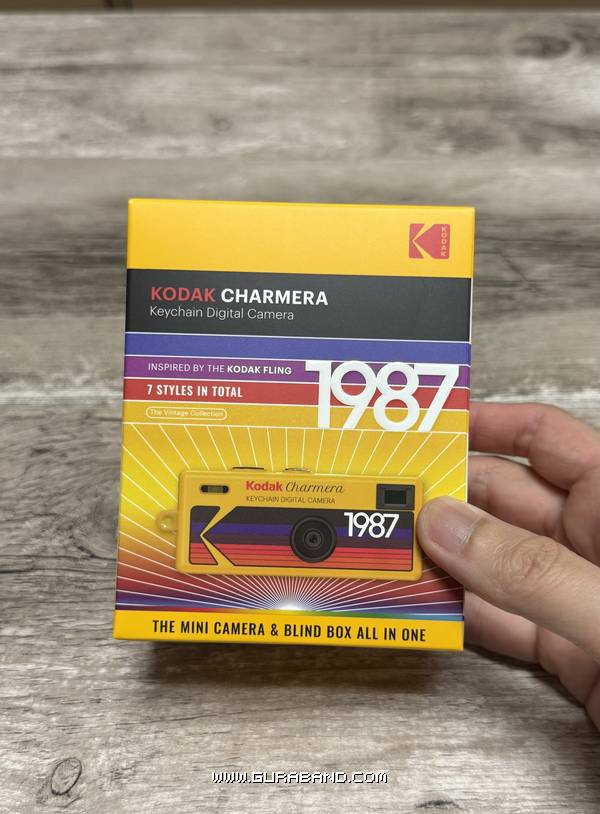 KODAK
KODAK CHARMERA
Keychain Digital Camera
INSPIRED BY THE KODAK FLING
1987
7 STYLES IN TOTAL
The Vintage Collection
Kodak Charmera
KEYCHAIN DIGITAL CAMERA
1987
THE MINI CAMERA & BLIND BOX ALL IN ONE
WWW.GURABAND.COM